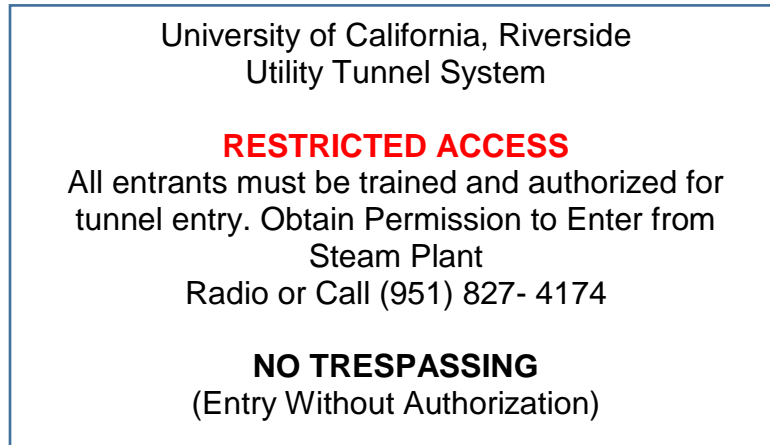 University of California, Riverside
Utility Tunnel System
RESTRICTED ACCESS
All entrants must be trained and authorized for
tunnel entry. Obtain Permission to Enter from
Steam Plant
Radio or Call (951) 827- 4174
NO TRESPASSING
(Entry Without Authorization)